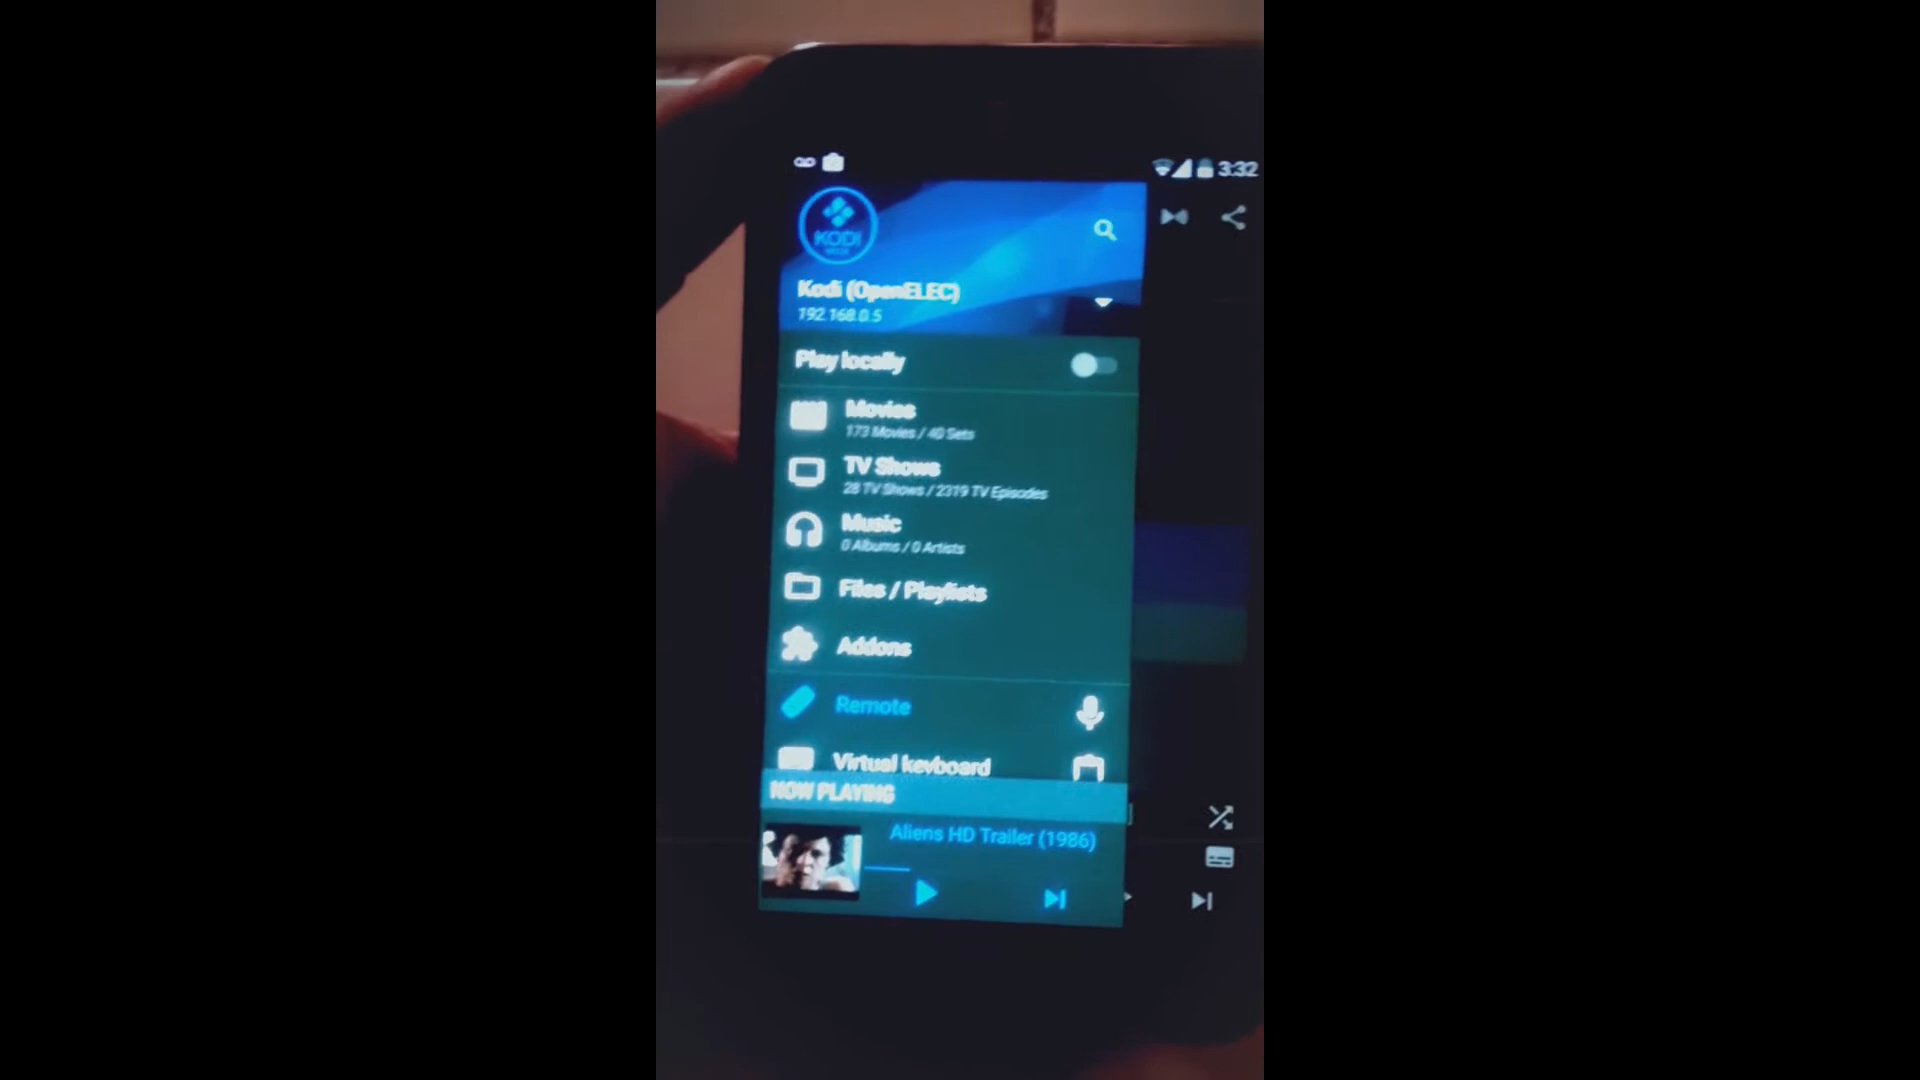 3:32
KODI
Kodi (OpenELEC)
192.168.0.5
Play locally
Movies
173 Movies / 40 Sets
TV Shows
28 TV Shows / 2319 TV Episodes
Music
0 Albums / 0 Artists
Files / Playlists
Addons
Remote
Virtual keyboard
NOW PLAYING
Aliens HD Trailer (1986)